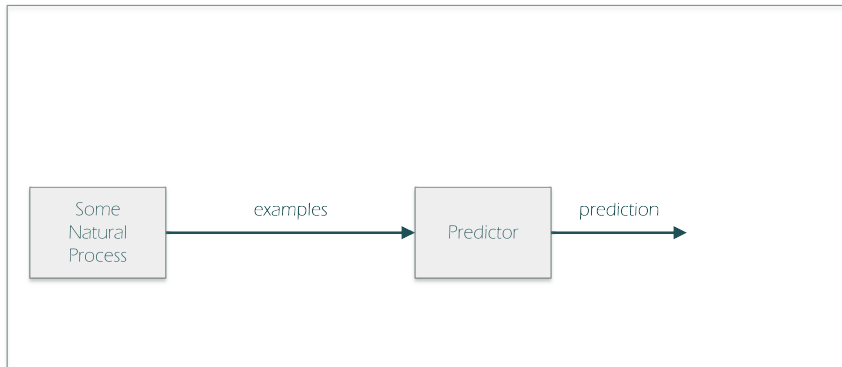 Some
Natural
Process
examples
Predictor
prediction